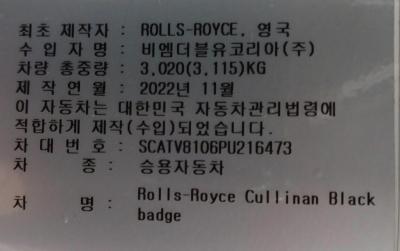 최초 제작자 : ROLLS-ROYCE, 영국
수 입 자 명 : 비엠더블유코리아(주)
차량 총중량 : 3,020(3,115)KG
제 작 연 월 : 2022년 11월
이 자동차는 대한민국 자동차관리법령에
적합하게 제작(수입)되었습니다.
차 대 번 호 : SCATV8106PU216473
차 종 : 승용자동차
차 명 : Rolls-Royce Cullinan Black
badge